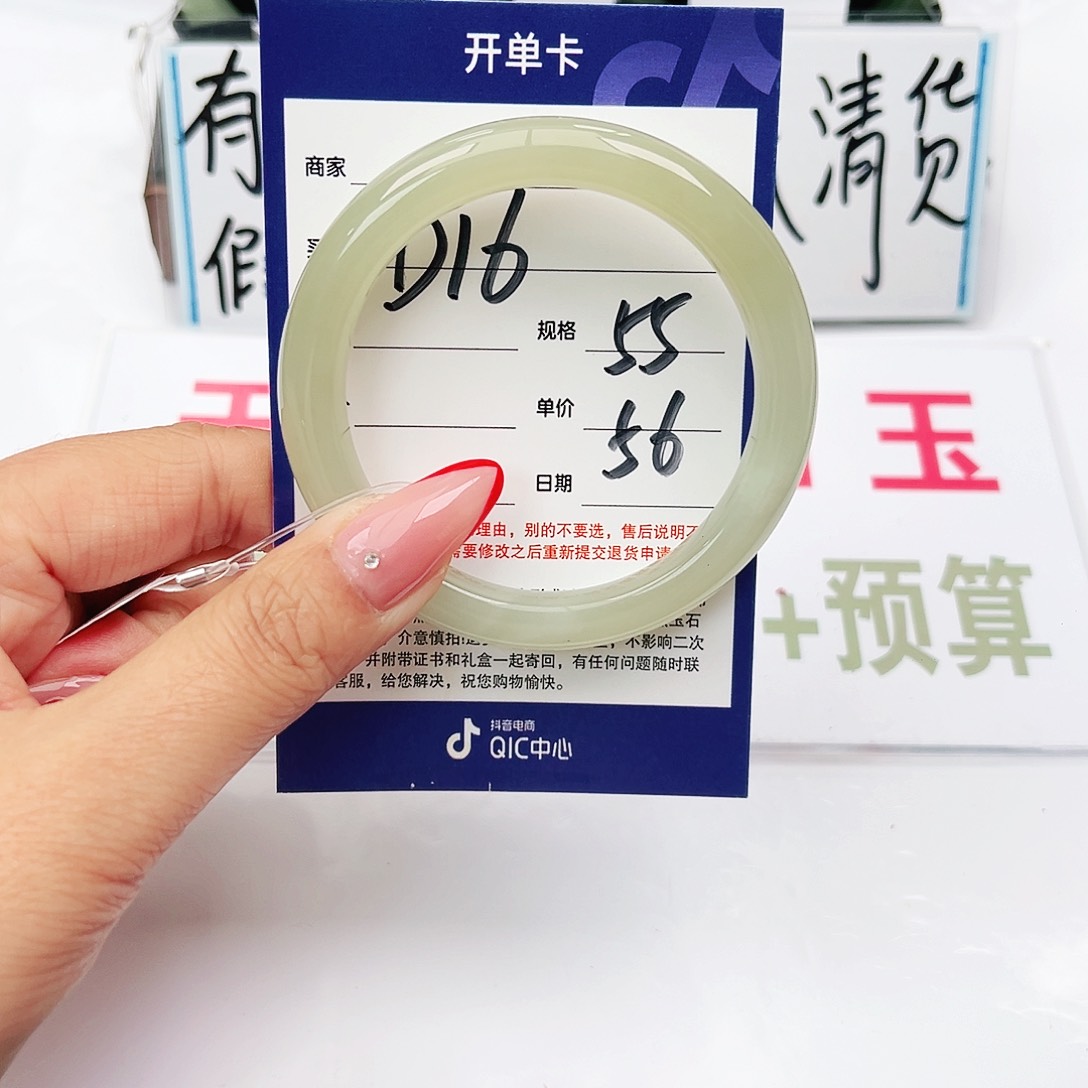 开单卡
有
假
清
货
商家
D16
规格
55
单价
56
日期
理由，别的不要选，售后说明
需要修改之后重新提交退货申请
玉石
介意慎拍!
不影响二次
并附带证书和礼盒一起寄回，有任何问题随时联
客服，给您解决，祝您购物愉快。
玉
+预算
抖音电商
QIC中心